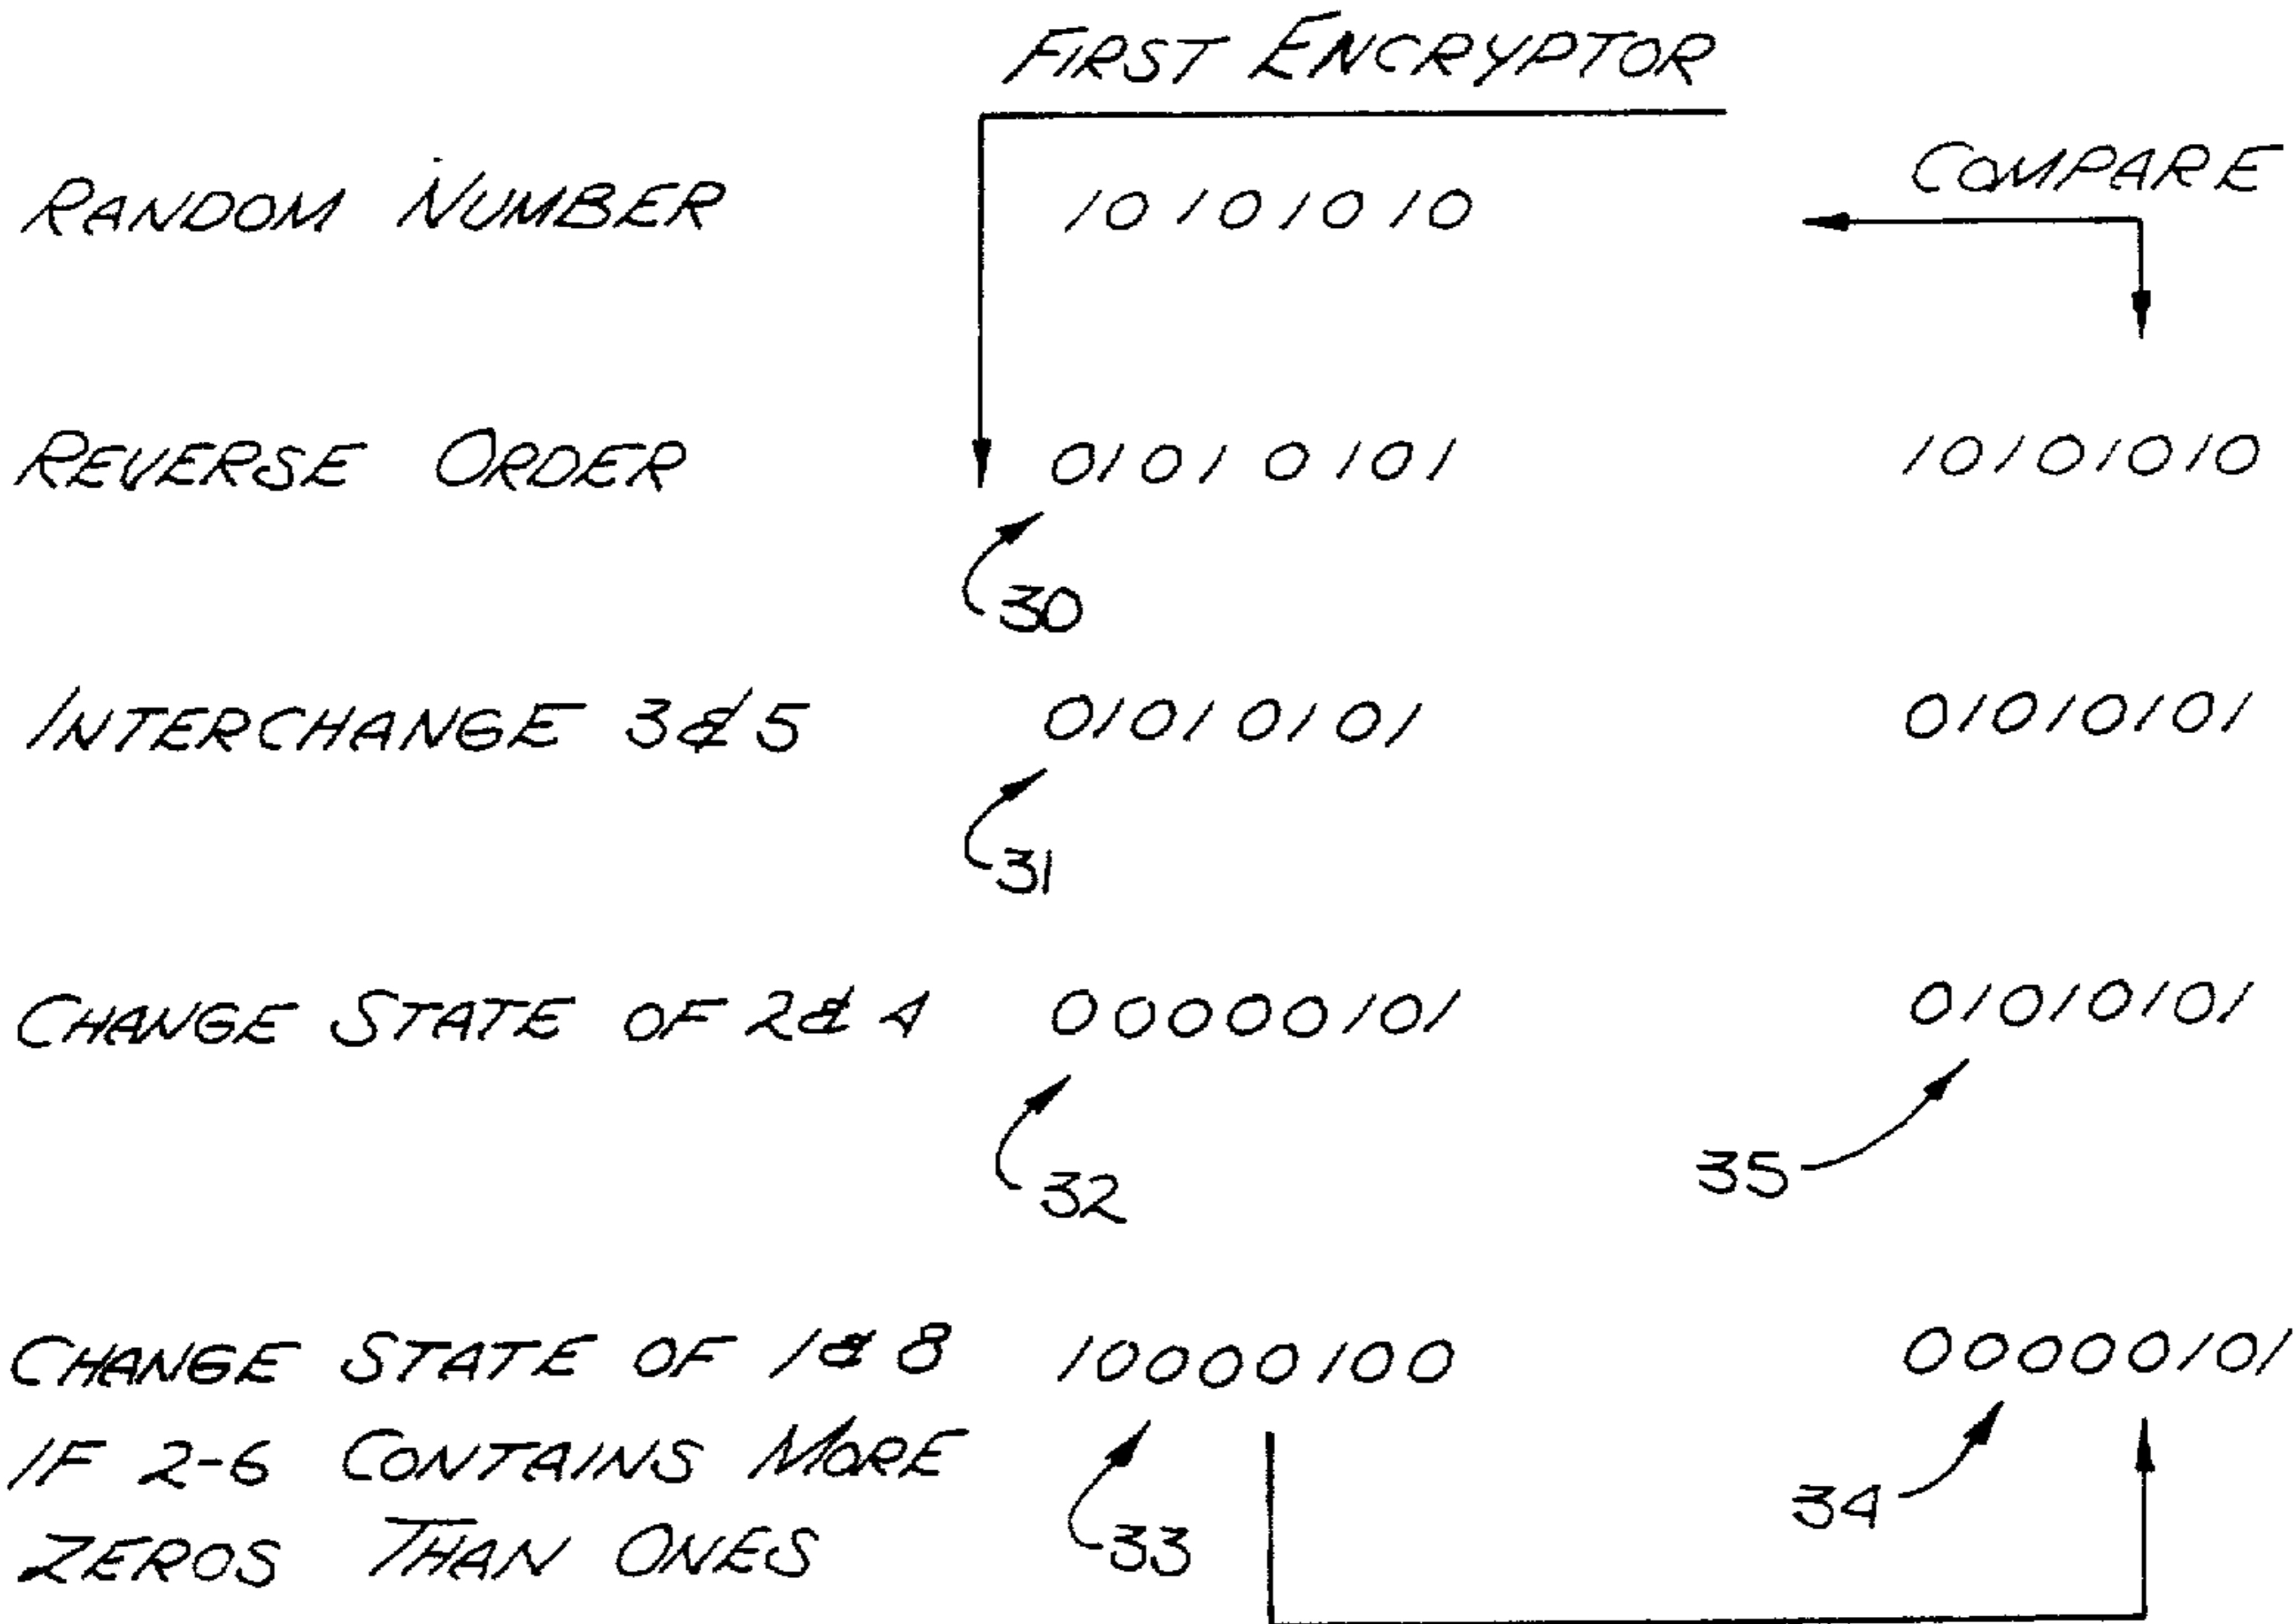 FIRST ENCRYPTOR
COMPARE
RANDOM NUMBER 10101010
REVERSE ORDER 01010101 10101010
30
INTERCHANGE 3&5 01010101 01010101
31
CHANGE STATE OF 2&4 00000101 01010101
32
35
CHANGE STATE OF 1&8 10000100 00000101
IF 2-6 CONTAINS MORE
34
33
ZEROS THAN ONES